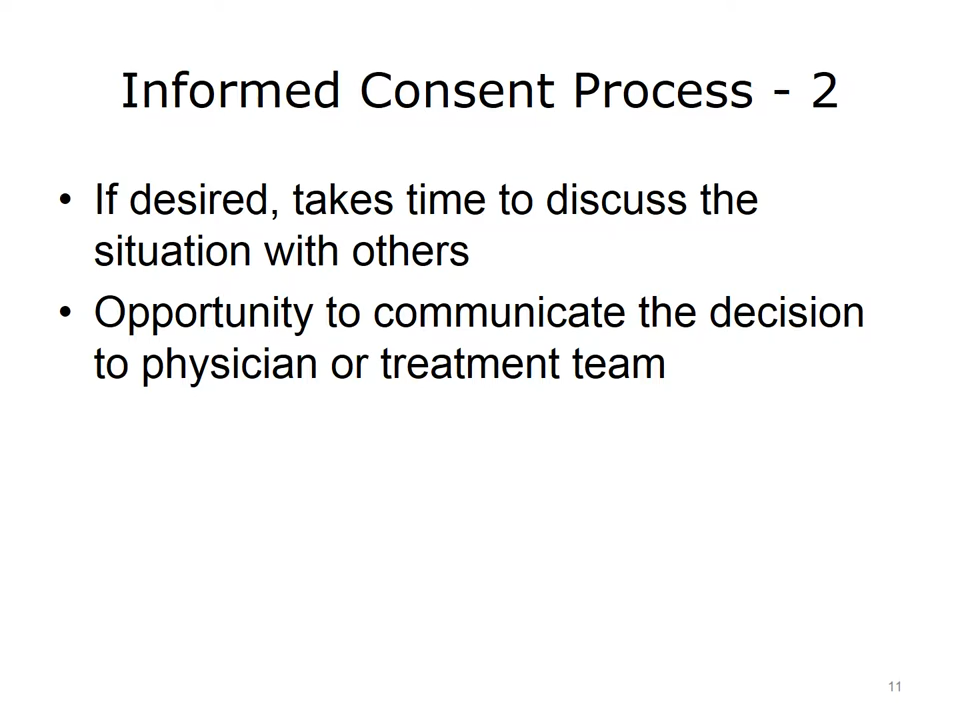 Informed Consent Process - 2
• If desired, takes time to discuss the
situation with others
• Opportunity to communicate the decision
to physician or treatment team
11